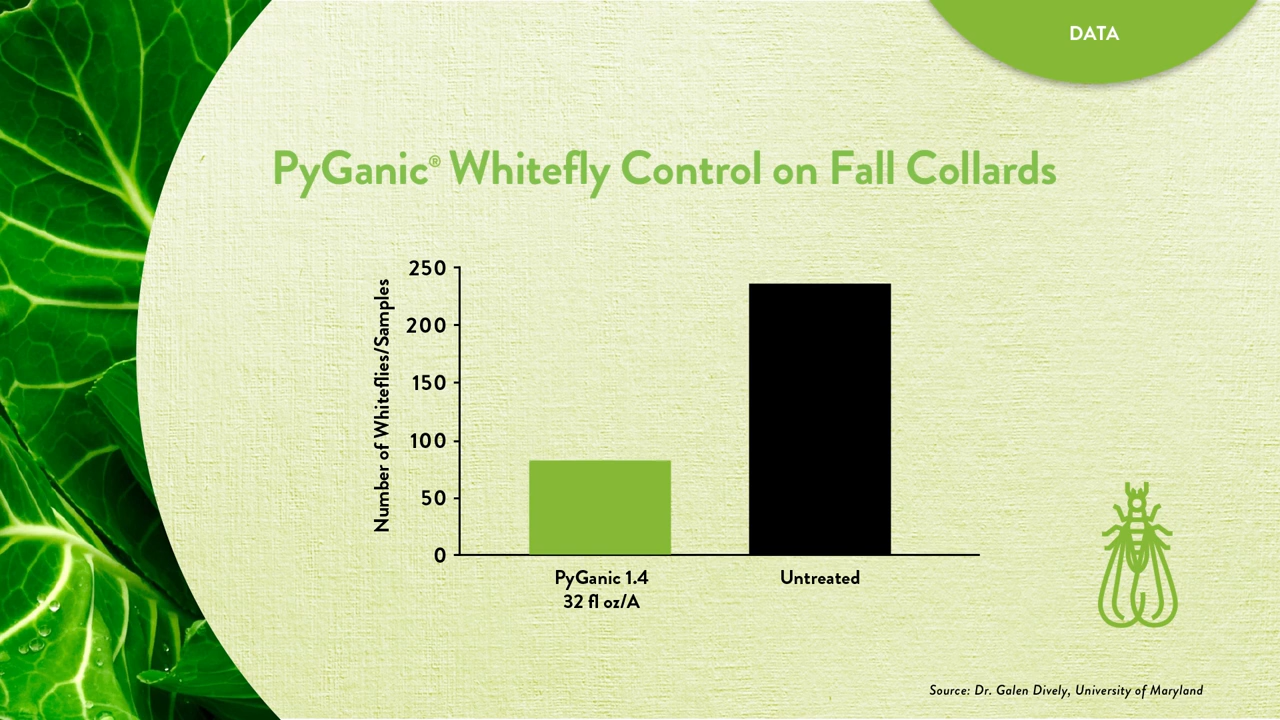 DATA
PyGanic® Whitefly Control on Fall Collards
Number of Whiteflies/Samples
250
200
150
100
50
0
PyGanic 1.4
32 fl oz/A
Untreated
Source: Dr. Galen Dively, University of Maryland